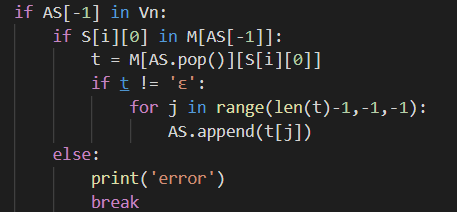 if AS[-1] in Vn:
    if S[i][0] in M[AS[-1]]:
        t = M[AS.pop()][S[i][0]]
        if t != 'ε':
            for j in range(len(t)-1,-1,-1):
                AS.append(t[j])
    else:
        print('error')
        break